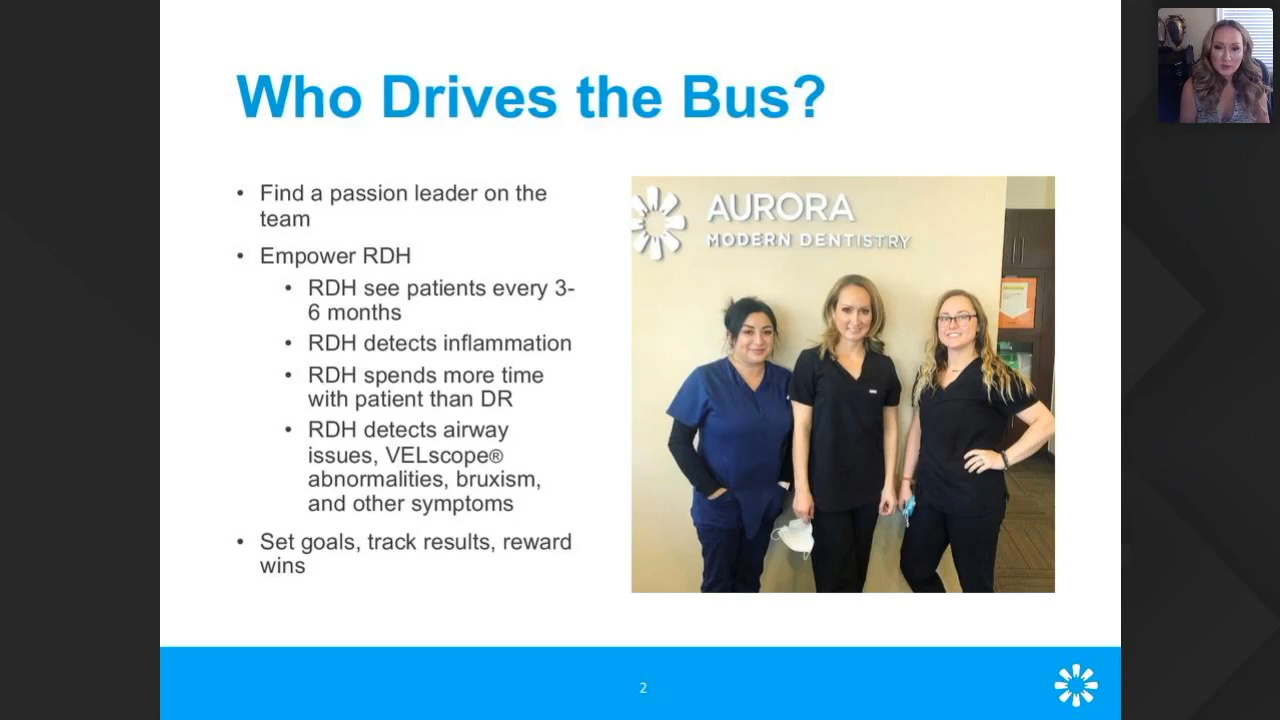 Who Drives the Bus?
• Find a passion leader on the
team
• Empower RDH
• RDH see patients every 3-
6 months
• RDH detects inflammation
• RDH spends more time
with patient than DR
• RDH detects airway
issues, VELscope®
abnormalities, bruxism,
and other symptoms
• Set goals, track results, reward
wins
AURORA
MODERN DENTISTRY
2